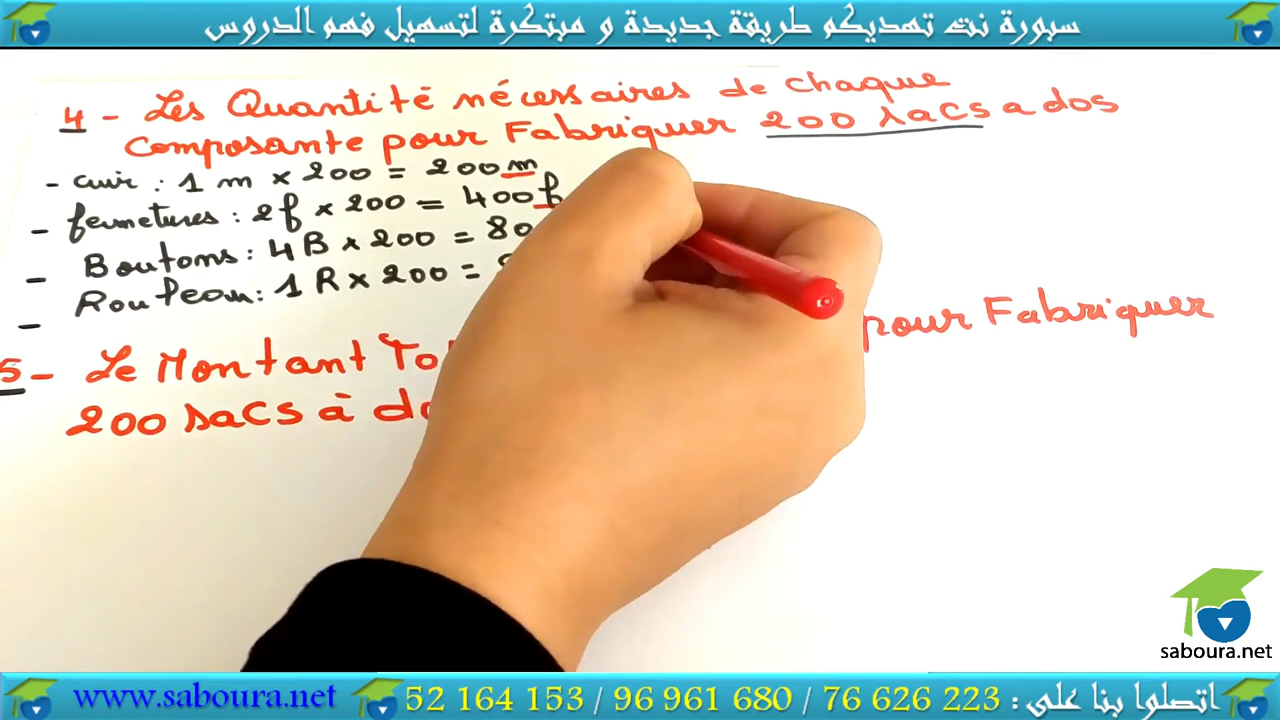 سبورة نت تهديكم طريقة جديدة و مبتكرة لتسهيل فهم الدروس
4 - Les Quantité nécessaires de chaque
composante pour Fabriquer 200 sacs a dos
- cuir : 1 m x 200 = 200 m
- fermetures : 2 f x 200 = 400 f
- Boutons : 4 B x 200 = 80
- Rouleau : 1 R x 200 =
5 - Le Montant To pour Fabriquer
200 sacs à do
saboura.net
www.saboura.net 52 164 153 / 96 961 680 / 76 626 223 : اتصلوا بنا على